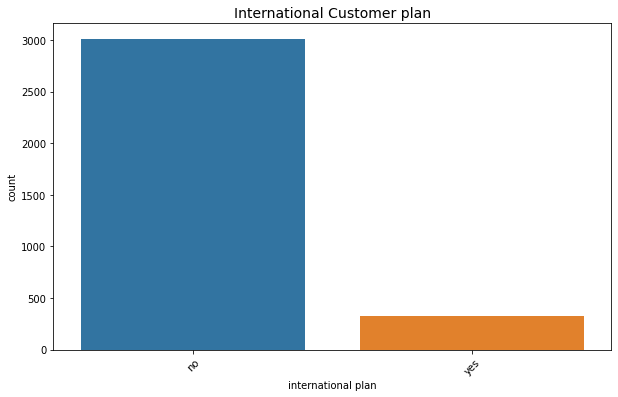 International Customer plan
3000
2500
2000
1500
1000
500
0
count
no
yes
international plan